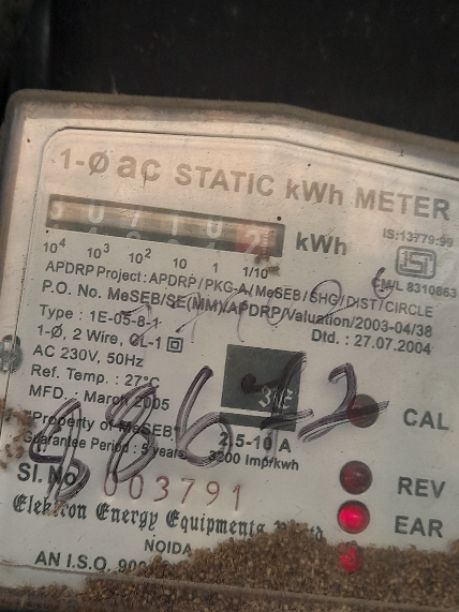 1-Ø ac STATIC kWh METER
kWh
IS:13779:99
10⁴ 10³ 10² 10 1 1/10
CM/L 8310863
APDRP Project : APDRP/PKG-A/MeSEB/SHG/DIST/CIRCLE
P.O. No. MeSEB/SE(MM)/APDRP/Valuation/2003-04/38
Dtd. : 27.07.2004
Type : 1E-05-8-1
1-Ø, 2 Wire, CL-1
AC 230V, 50Hz
Ref. Temp. : 27°C
MFD. : March 2005
"Property of MeSEB"
2.5-10 A
Guarantee Period : 5 years
3200 Imp/kwh
CAL
REV
EAR
Sl. No. 003791
Elektron Energy Equipments
NOIDA
AN I.S.O.